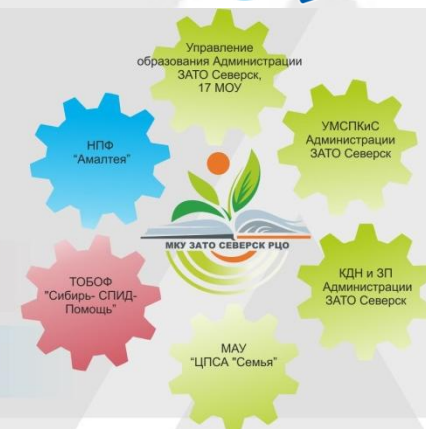 Управление
образования Администрации
ЗАТО Северск,
17 МОУ
НПФ
"Амалтея"
УМСПКиС
Администрации
ЗАТО Северск
МКУ ЗАТО СЕВЕРСК РЦО
ТОБОФ
"Сибирь- СПИД-
Помощь"
КДН и ЗП
Администрации
ЗАТО Северск
МАУ
"ЦПСА "Семья"